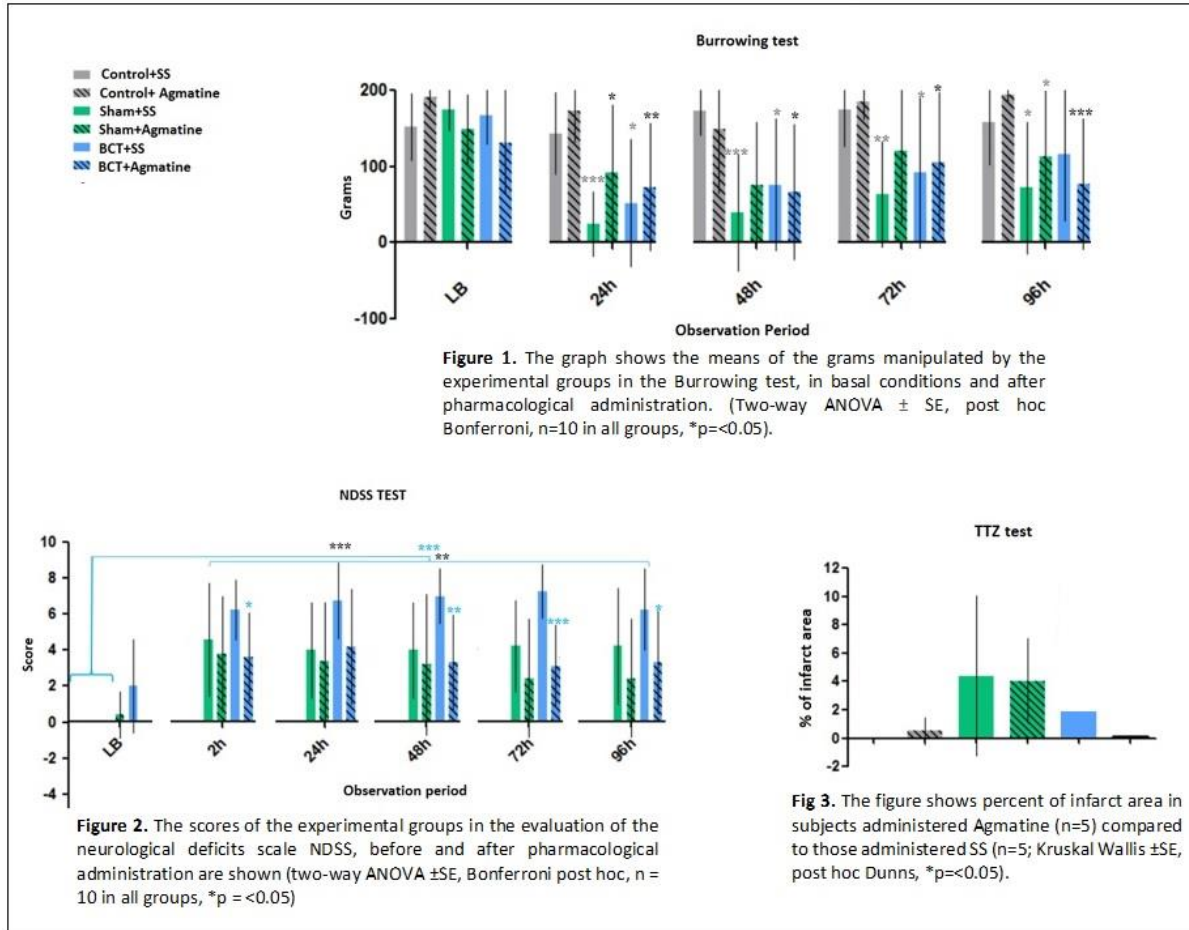 Burrowing test
Control+SS
Control+ Agmatine
Sham+SS
Sham+Agmatine
BCT+SS
BCT+Agmatine
-
Grams
200
100
0
-100
*
**
***
*
***
*
*
**
*
*
*
*
***
LB
24h
48h
72h
96h
Observation Period
Figure 1. The graph shows the means of the grams manipulated by the
experimental groups in the Burrowing test, in basal conditions and after
pharmacological administration. (Two-way ANOVA ± SE, post hoc
Bonferroni, n=10 in all groups, *p=<0.05).
NDSS TEST
Score
10
8
6
4
2
0
-2
-4
***
***
**
*
**
***
*
LB
2h
24h
48h
72h
96h
Observation period
Figure 2. The scores of the experimental groups in the evaluation of the
neurological deficits scale NDSS, before and after pharmacological
administration are shown (two-way ANOVA ±SE, Bonferroni post hoc, n =
10 in all groups, *p = <0.05)
TTZ test
% of infarct area
12
10
8
6
4
2
0
-2
Fig 3. The figure shows percent of infarct area in
subjects administered Agmatine (n=5) compared
to those administered SS (n=5; Kruskal Wallis ±SE,
post hoc Dunns, *p=<0.05).